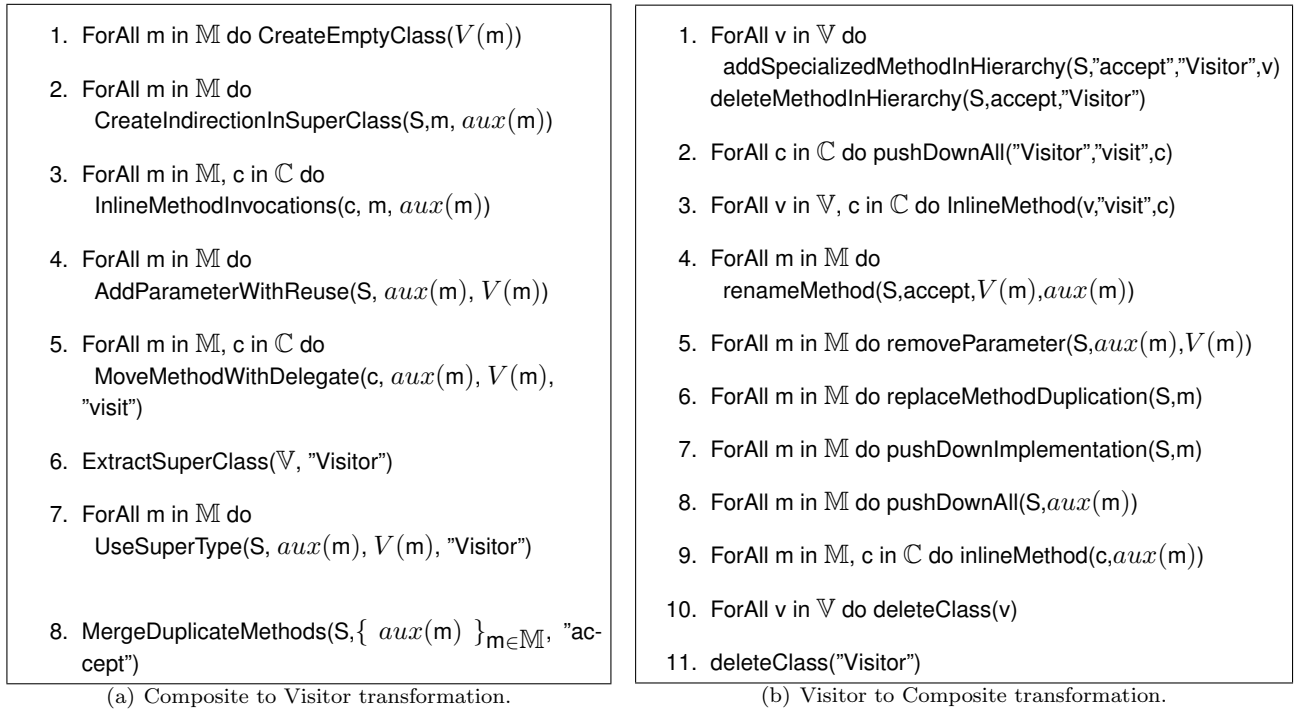 1. ForAll m in 𝕄 do CreateEmptyClass(V(m))
2. ForAll m in 𝕄 do
CreateIndirectionInSuperClass(S,m, aux(m))
3. ForAll m in 𝕄, c in ℂ do
InlineMethodInvocations(c, m, aux(m))
4. ForAll m in 𝕄 do
AddParameterWithReuse(S, aux(m), V(m))
5. ForAll m in 𝕄, c in ℂ do
MoveMethodWithDelegate(c, aux(m), V(m),
”visit”)
6. ExtractSuperClass(𝕍, ”Visitor”)
7. ForAll m in 𝕄 do
UseSuperType(S, aux(m), V(m), ”Visitor”)
8. MergeDuplicateMethods(S,{ aux(m) }m∈𝕄, ”ac-
cept”)
(a) Composite to Visitor transformation.
1. ForAll v in 𝕍 do
addSpecializedMethodInHierarchy(S,”accept”,”Visitor”,v)
deleteMethodInHierarchy(S,accept,”Visitor”)
2. ForAll c in ℂ do pushDownAll(”Visitor”,”visit”,c)
3. ForAll v in 𝕍, c in ℂ do InlineMethod(v,”visit”,c)
4. ForAll m in 𝕄 do
renameMethod(S,accept,V(m),aux(m))
5. ForAll m in 𝕄 do removeParameter(S,aux(m),V(m))
6. ForAll m in 𝕄 do replaceMethodDuplication(S,m)
7. ForAll m in 𝕄 do pushDownImplementation(S,m)
8. ForAll m in 𝕄 do pushDownAll(S,aux(m))
9. ForAll m in 𝕄, c in ℂ do inlineMethod(c,aux(m))
10. ForAll v in 𝕍 do deleteClass(v)
11. deleteClass(”Visitor”)
(b) Visitor to Composite transformation.